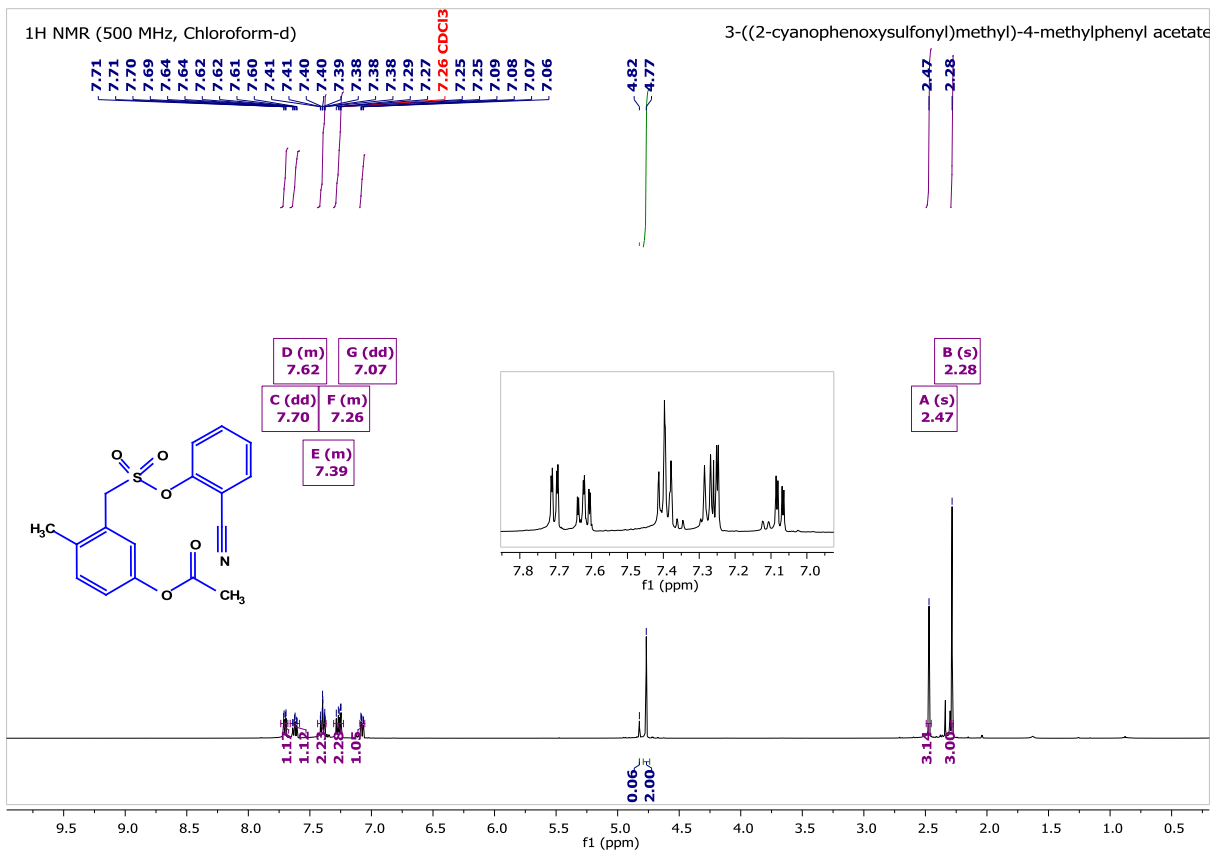 1H NMR (500 MHz, Chloroform-d)
3-((2-cyanophenoxysulfonyl)methyl)-4-methylphenyl acetate
7.71
7.71
7.70
7.69
7.64
7.64
7.62
7.62
7.61
7.60
7.41
7.41
7.40
7.40
7.39
7.38
7.38
7.38
7.29
7.27
7.26 CDCl3
7.25
7.25
7.09
7.08
7.07
7.06
4.82
4.77
2.47
2.28
D (m)
7.62
G (dd)
7.07
B (s)
2.28
C (dd)
7.70
F (m)
7.26
A (s)
2.47
E (m)
7.39
O
O
S
O
H3C
N
O
O
CH3
7.8 7.7 7.6 7.5 7.4 7.3 7.2 7.1 7.0
f1 (ppm)
1.17
1.12
2.23
2.28
1.05
0.06
2.00
3.14
3.00
9.5 9.0 8.5 8.0 7.5 7.0 6.5 6.0 5.5 5.0 4.5 4.0 3.5 3.0 2.5 2.0 1.5 1.0 0.5
f1 (ppm)